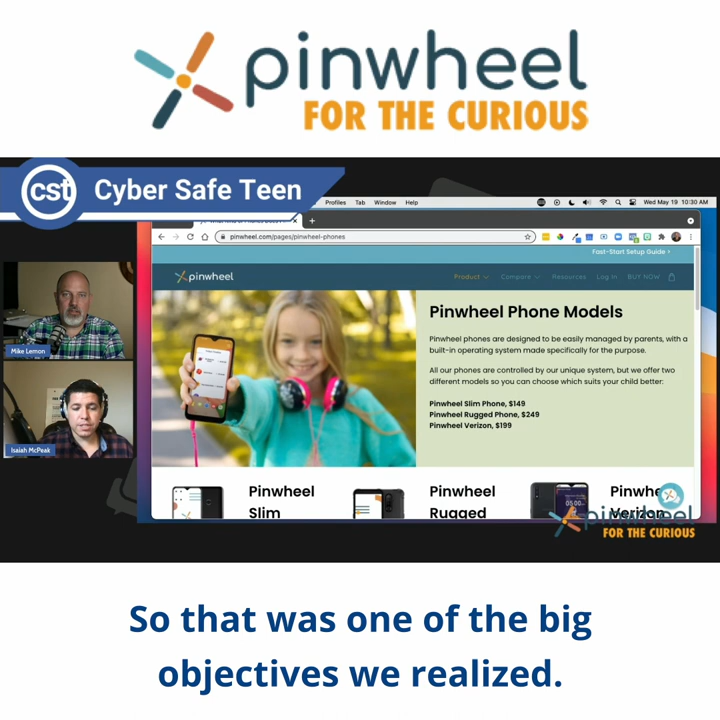 pinwheel
FOR THE CURIOUS
cst
Cyber Safe Teen
Profiles Tab Window Help
Wed May 19 10:30 AM
pinwheel.com/pages/pinwheel-phones
Fast-Start Setup Guide
pinwheel
Product Compare Resources Log In BUY NOW
Pinwheel Phone Models
Pinwheel phones are designed to be easily managed by parents, with a
built-in operating system made specifically for the purpose.
All our phones are controlled by our unique system, but we offer two
different models so you can choose which suits your child better:
Pinwheel Slim Phone, $149
Pinwheel Rugged Phone, $249
Pinwheel Verizon, $199
Mike Lemon
Isaiah McPeak
Pinwheel
Slim
Pinwheel
Rugged
Pinwhe
Verizon
05:00
pinwheel
FOR THE CURIOUS
So that was one of the big
objectives we realized.